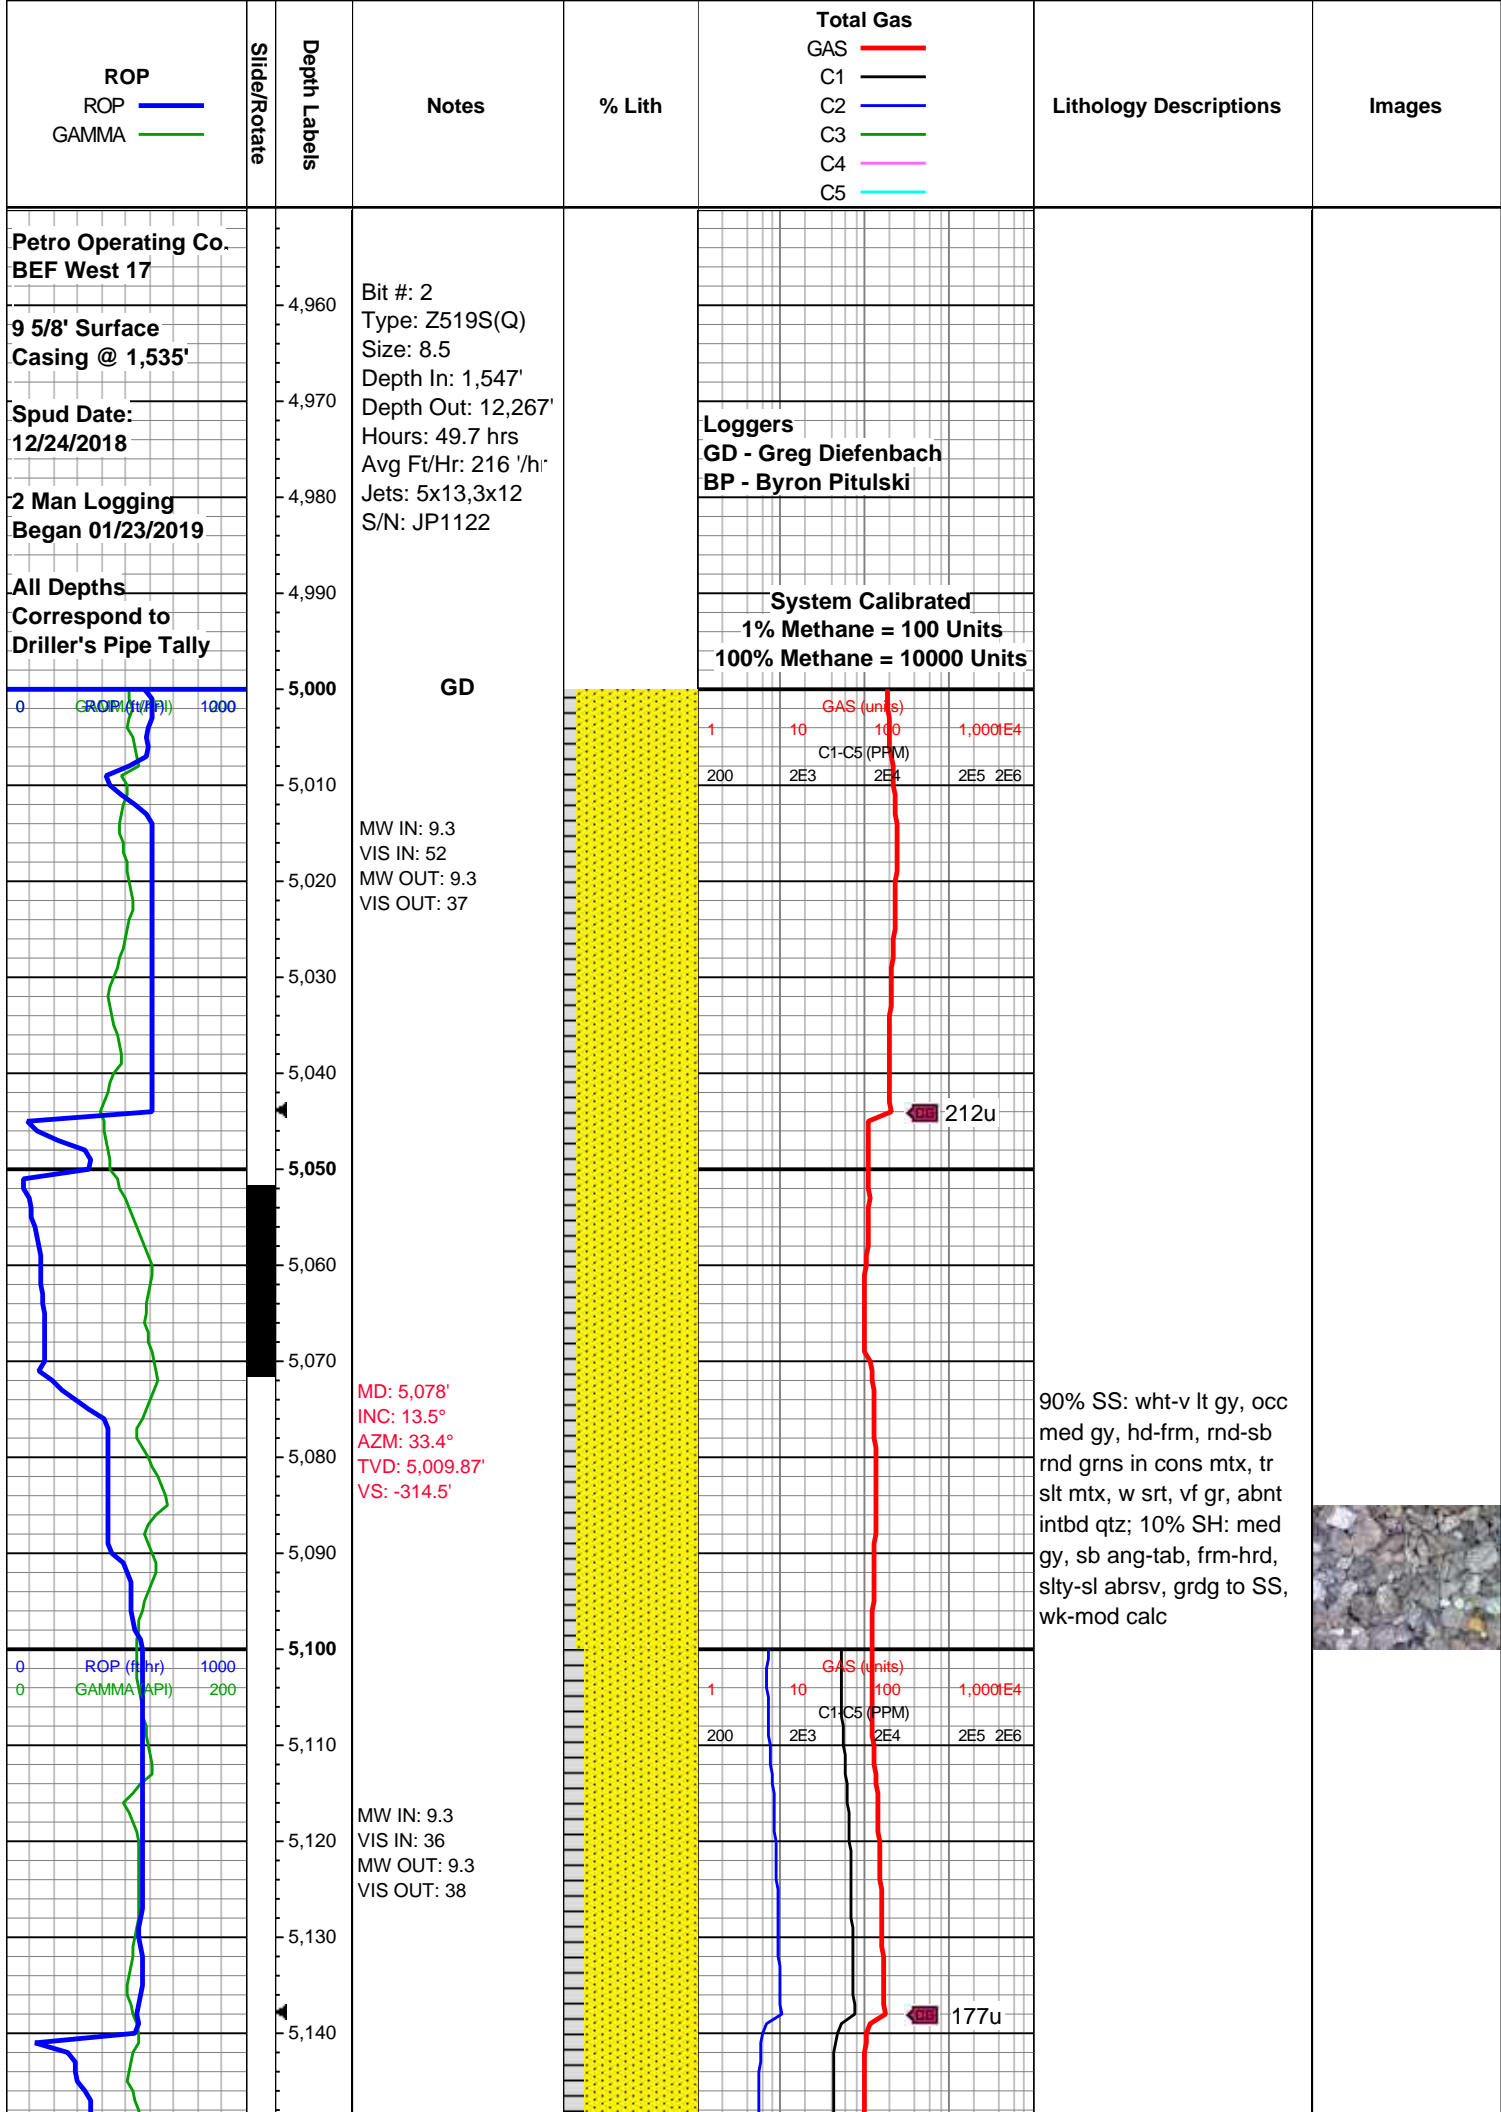 ROP
ROP
GAMMA
Slide/Rotate
Depth Labels
Notes
% Lith
Total Gas
GAS
C1
C2
C3
C4
C5
Lithology Descriptions
Images
Petro Operating Co.
BEF West 17
9 5/8' Surface
Casing @ 1,535'
Spud Date:
12/24/2018
2 Man Logging
Began 01/23/2019
All Depths
Correspond to
Driller's Pipe Tally
4,960
4,970
4,980
4,990
5,000
Bit #: 2
Type: Z519S(Q)
Size: 8.5
Depth In: 1,547'
Depth Out: 12,267'
Hours: 49.7 hrs
Avg Ft/Hr: 216 '/hr
Jets: 5x13,3x12
S/N: JP1122
GD
Loggers
GD - Greg Diefenbach
BP - Byron Pitulski
System Calibrated
1% Methane = 100 Units
100% Methane = 10000 Units
0
GAS (units)
1 10 100 1,000 1E4
C1-C5 (PPM)
200 2E3 2E4 2E5 2E6
5,010
5,020
5,030
5,040
5,050
5,060
5,070
5,080
5,090
5,100
MW IN: 9.3
VIS IN: 52
MW OUT: 9.3
VIS OUT: 37
CG 212u
MD: 5,078'
INC: 13.5°
AZM: 33.4°
TVD: 5,009.87'
VS: -314.5'
90% SS: wht-v lt gy, occ
med gy, hd-frm, rnd-sb
rnd grns in cons mtx, tr
slt mtx, w srt, vf gr, abnt
intbd qtz; 10% SH: med
gy, sb ang-tab, frm-hrd,
slty-sl abrsv, grdg to SS,
wk-mod calc
0 ROP (ft/hr) 1000
0 GAMMA (API) 200
GAS (units)
1 10 100 1,000 1E4
C1-C5 (PPM)
200 2E3 2E4 2E5 2E6
5,110
5,120
5,130
5,140
MW IN: 9.3
VIS IN: 36
MW OUT: 9.3
VIS OUT: 38
CG 177u